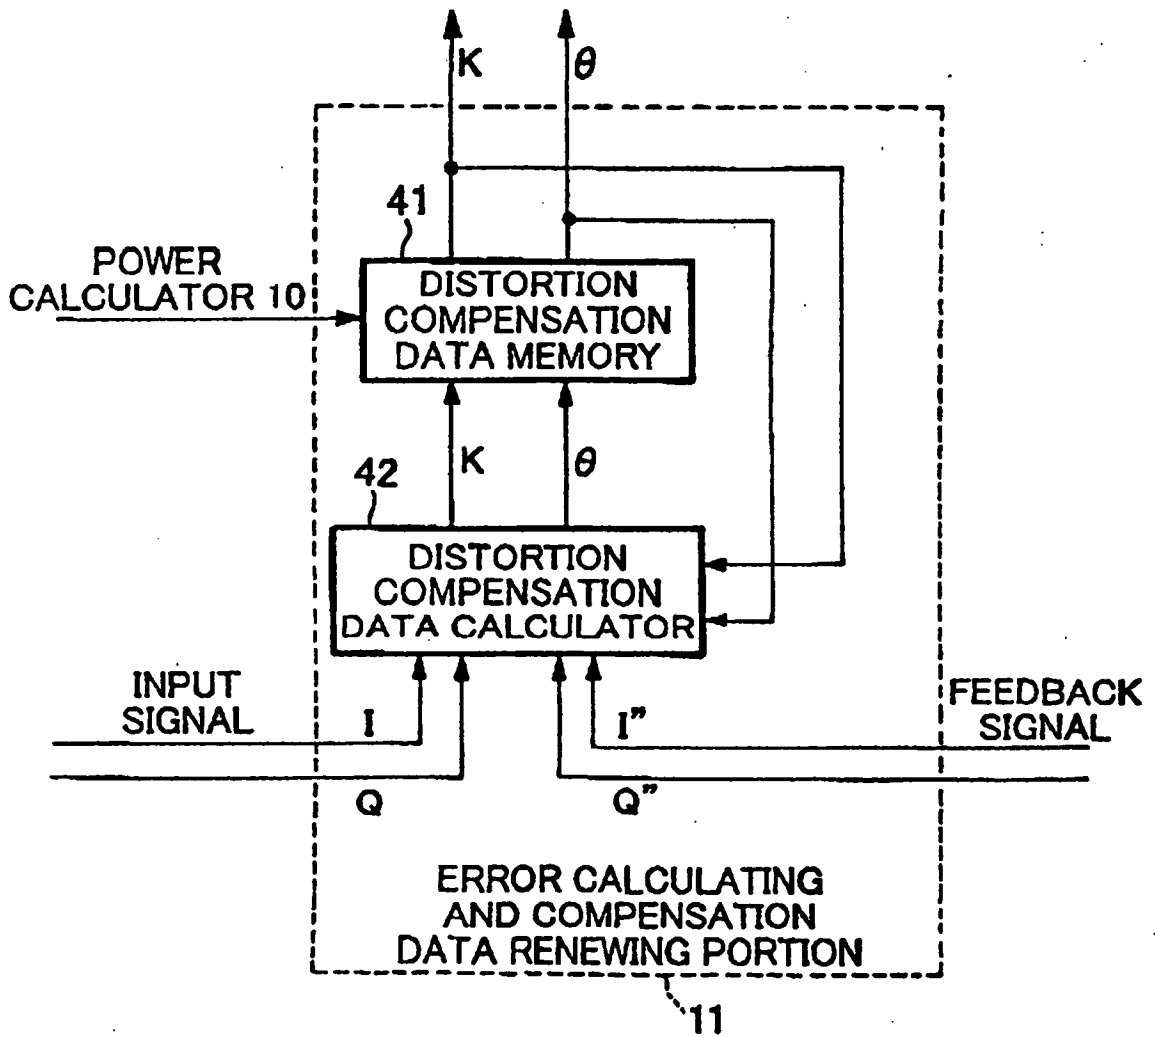 K
θ
41
POWER
CALCULATOR 10
DISTORTION
COMPENSATION
DATA MEMORY
K
θ
42
DISTORTION
COMPENSATION
DATA CALCULATOR
INPUT
SIGNAL
I
Q
I”
Q”
FEEDBACK
SIGNAL
ERROR CALCULATING
AND COMPENSATION
DATA RENEWING PORTION
11